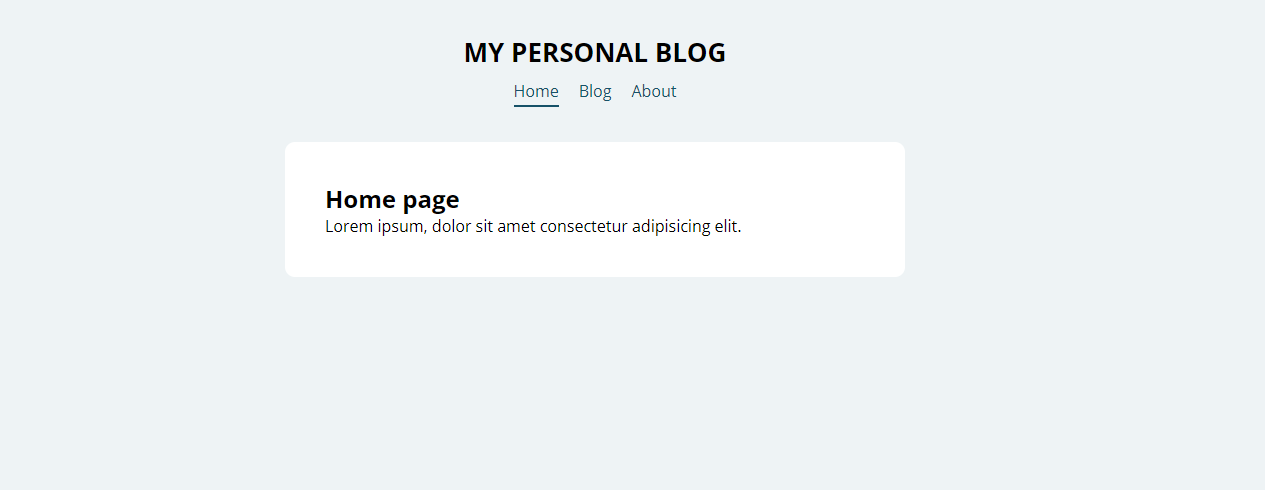 MY PERSONAL BLOG
Home Blog About
Home page
Lorem ipsum, dolor sit amet consectetur adipisicing elit.